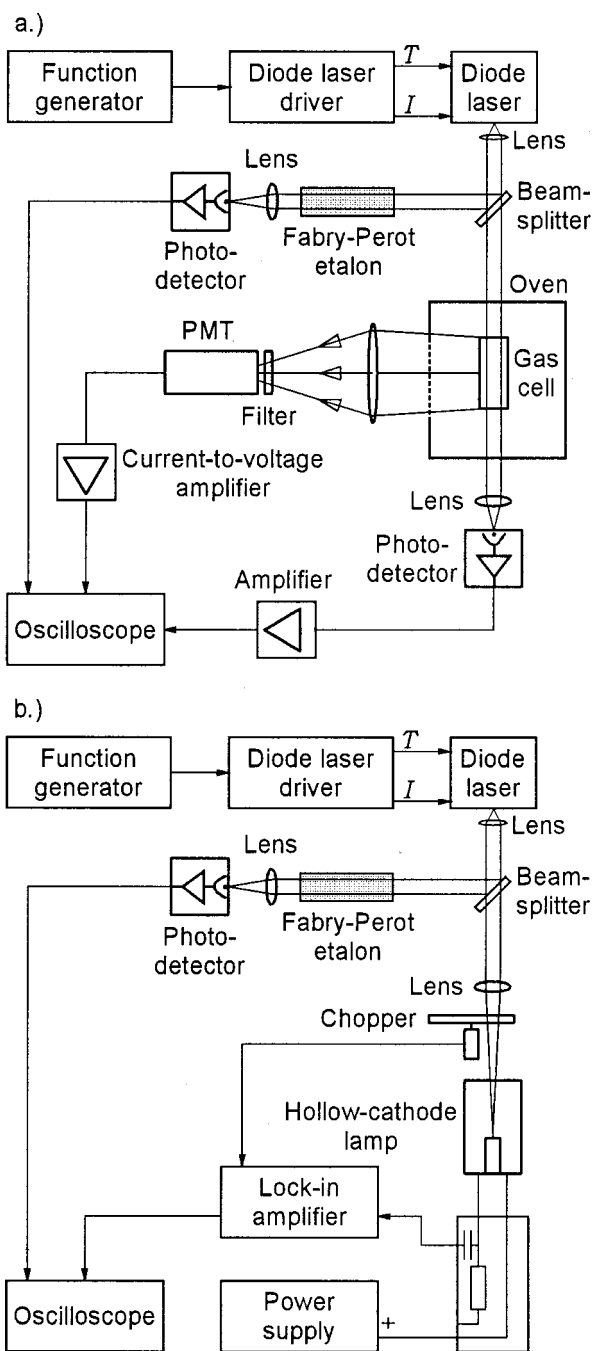 a.)
Function
generator
Diode laser
driver
T
I
Diode
laser
Lens
Lens
Beam-
splitter
Photo-
detector
Fabry-Perot
etalon
Oven
PMT
Filter
Gas
cell
Current-to-voltage
amplifier
Lens
Photo-
detector
Amplifier
Oscilloscope
b.)
Function
generator
Diode laser
driver
T
I
Diode
laser
Lens
Lens
Beam-
splitter
Photo-
detector
Fabry-Perot
etalon
Lens
Chopper
Hollow-cathode
lamp
Lock-in
amplifier
Oscilloscope
Power
supply
+